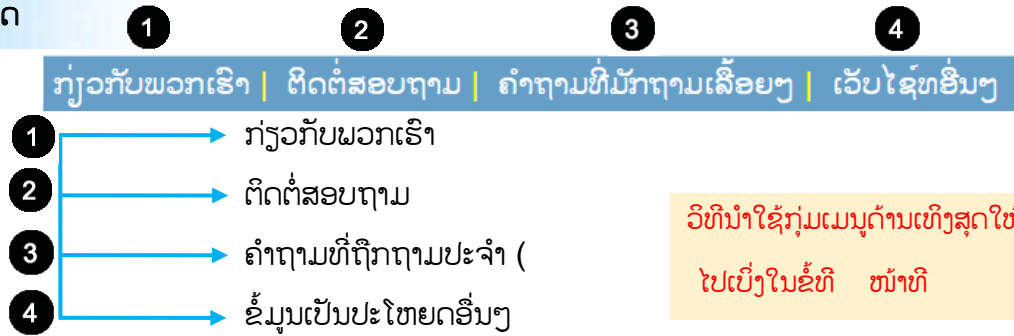 ດ
1 2 3 4
ກ່ຽວກັບພວກເຮົາ | ຕິດຕໍ່ສອບຖາມ | ຄຳຖາມທີ່ມັກຖາມເລື້ອຍໆ | ເວັບໄຊ໌ທອື່ນໆ
1 ກ່ຽວກັບພວກເຮົາ
2 ຕິດຕໍ່ສອບຖາມ
3 ຄຳຖາມທີ່ຖືກຖາມປະຈຳ (
4 ຂໍ້ມູນເປັນປະໂຫຍດອື່ນໆ
ວິທີນຳໃຊ້ກຸ່ມເມນູດ້ານເທິງສຸດໃຫ້
ໄປເບິ່ງໃນຂໍ້ທີ ໜ້າທີ